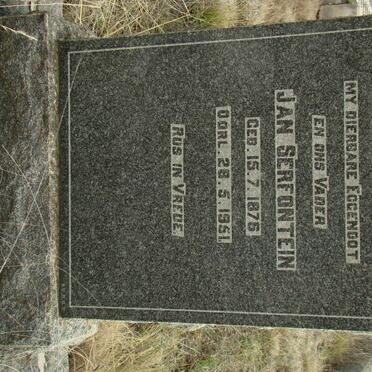 MY DIERBARE EGGENOOT
EN ONS VADER
JAN SERFONTEIN
GEB 15.7.1876
OORL. 28.5.1951
RUS IN VREDE